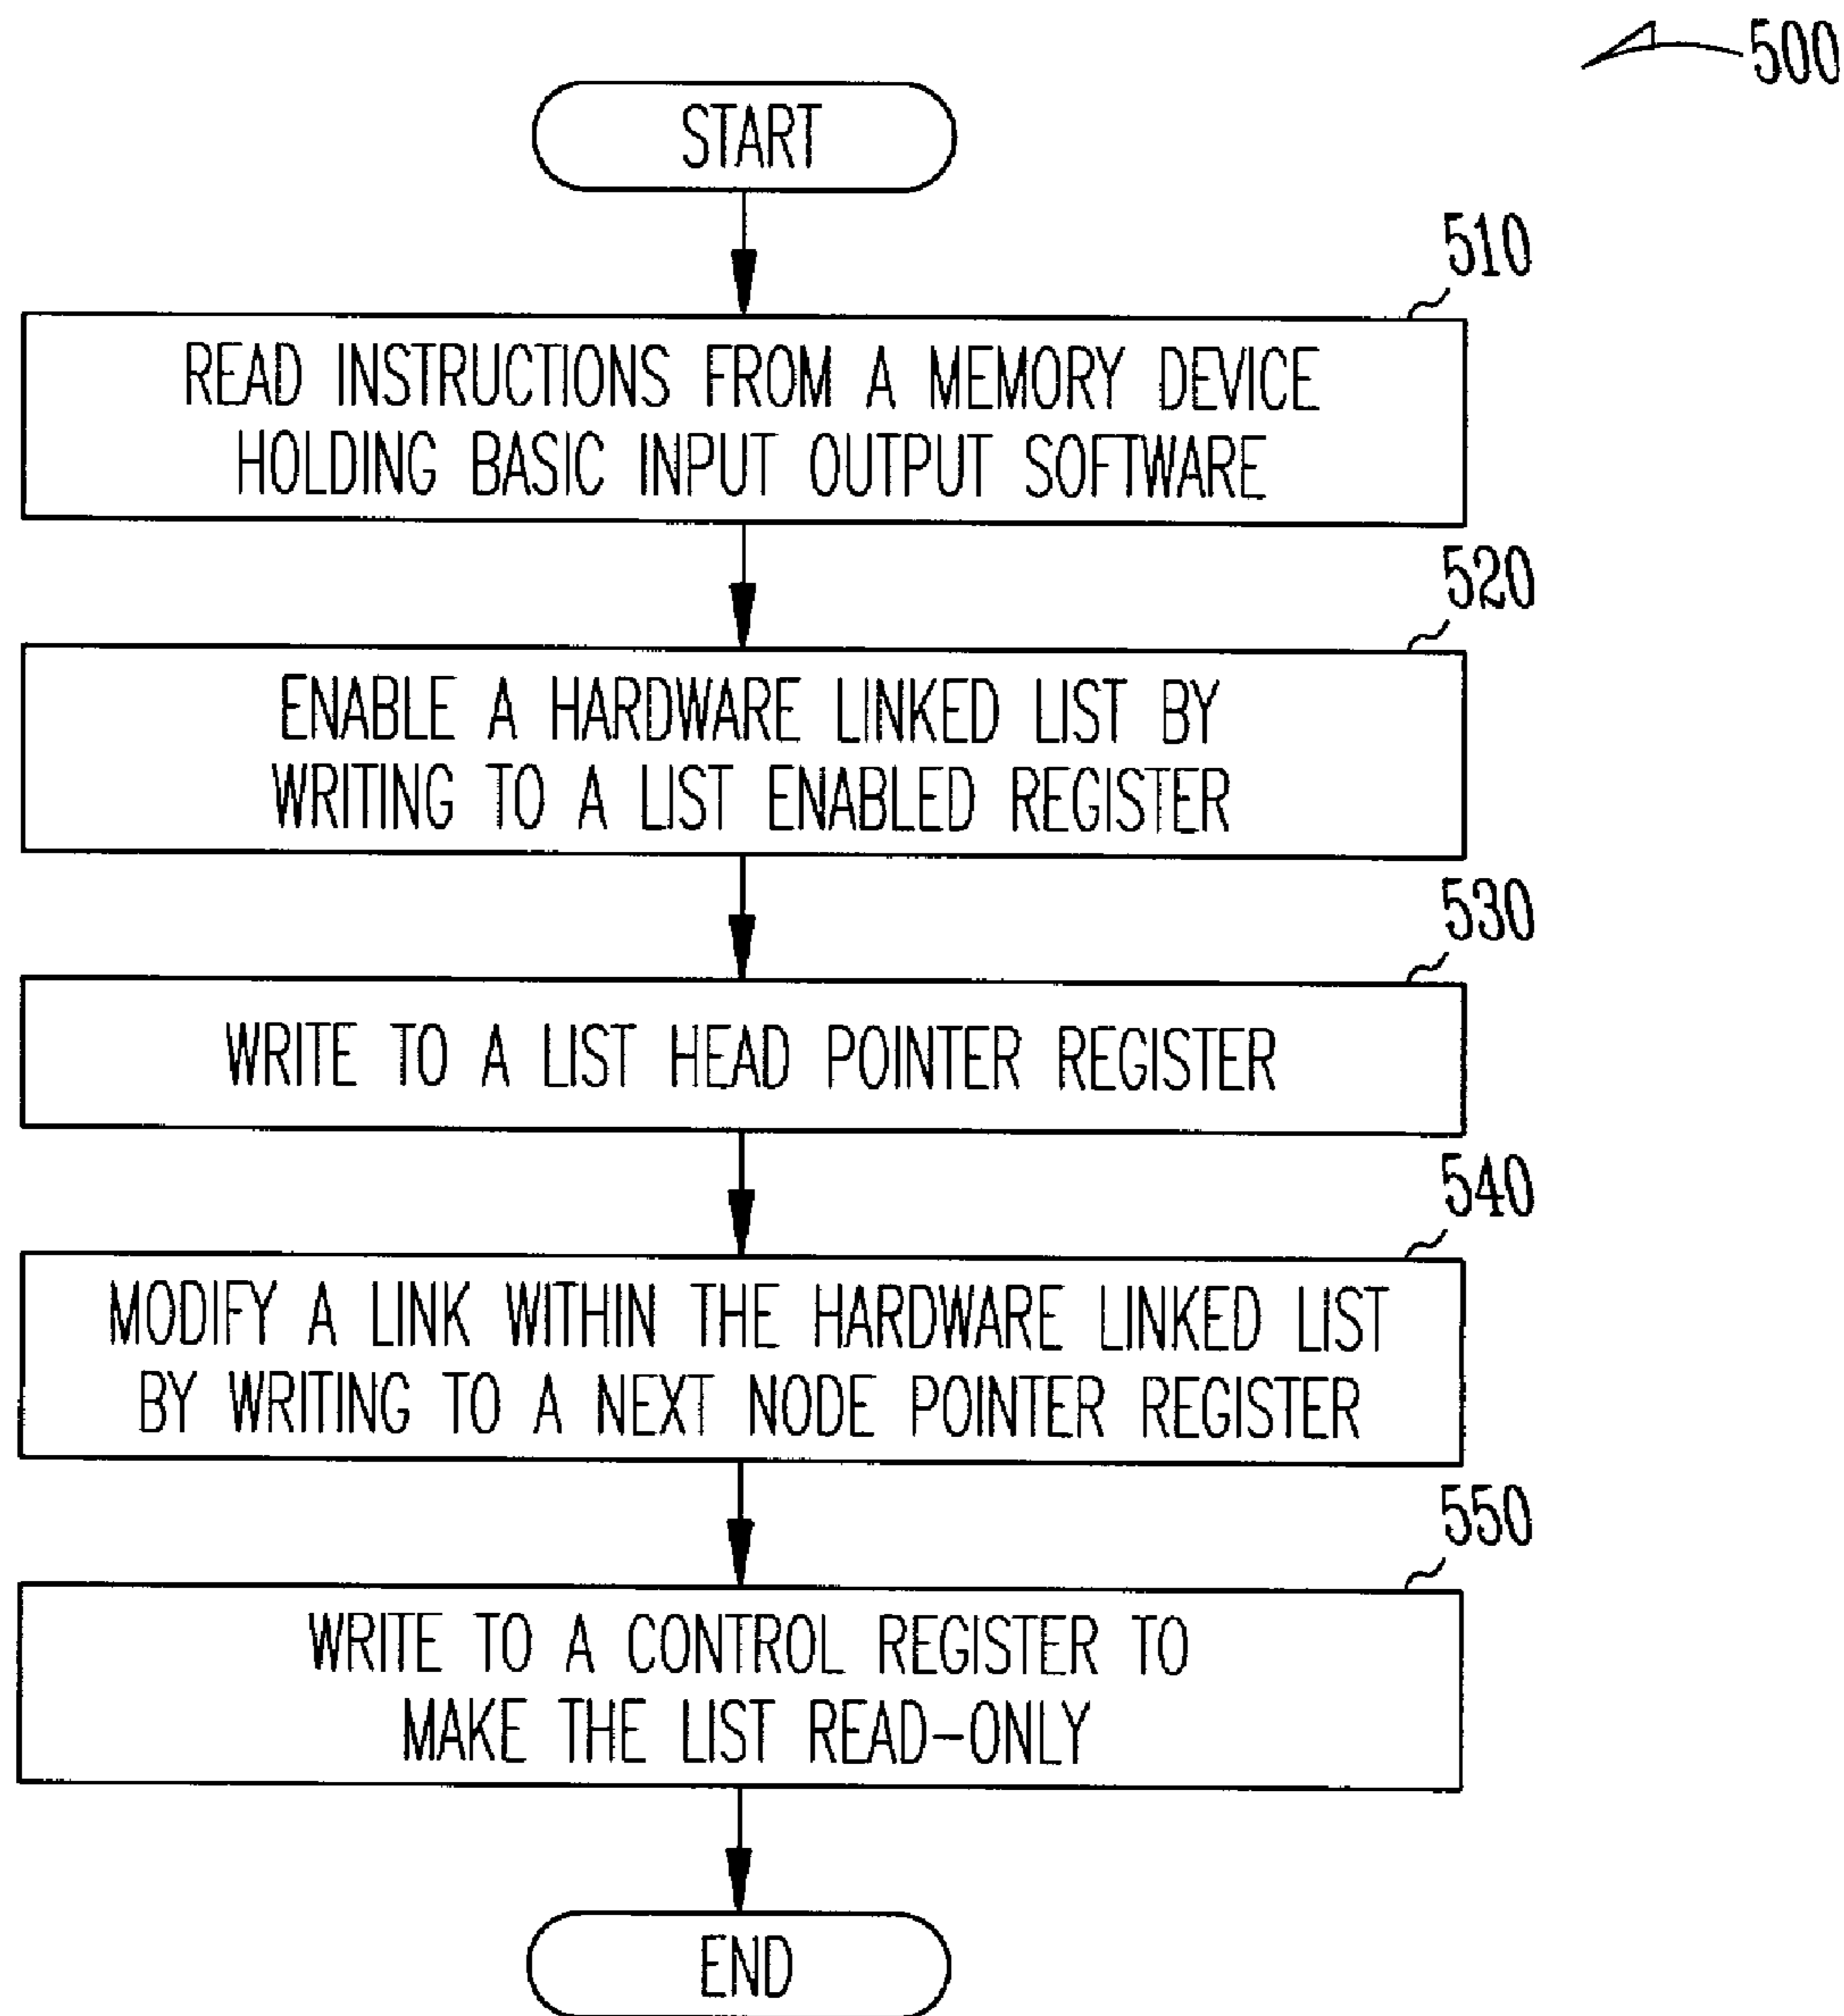 500
START
510
READ INSTRUCTIONS FROM A MEMORY DEVICE
HOLDING BASIC INPUT OUTPUT SOFTWARE
520
ENABLE A HARDWARE LINKED LIST BY
WRITING TO A LIST ENABLED REGISTER
530
WRITE TO A LIST HEAD POINTER REGISTER
540
MODIFY A LINK WITHIN THE HARDWARE LINKED LIST
BY WRITING TO A NEXT NODE POINTER REGISTER
550
WRITE TO A CONTROL REGISTER TO
MAKE THE LIST READ-ONLY
END